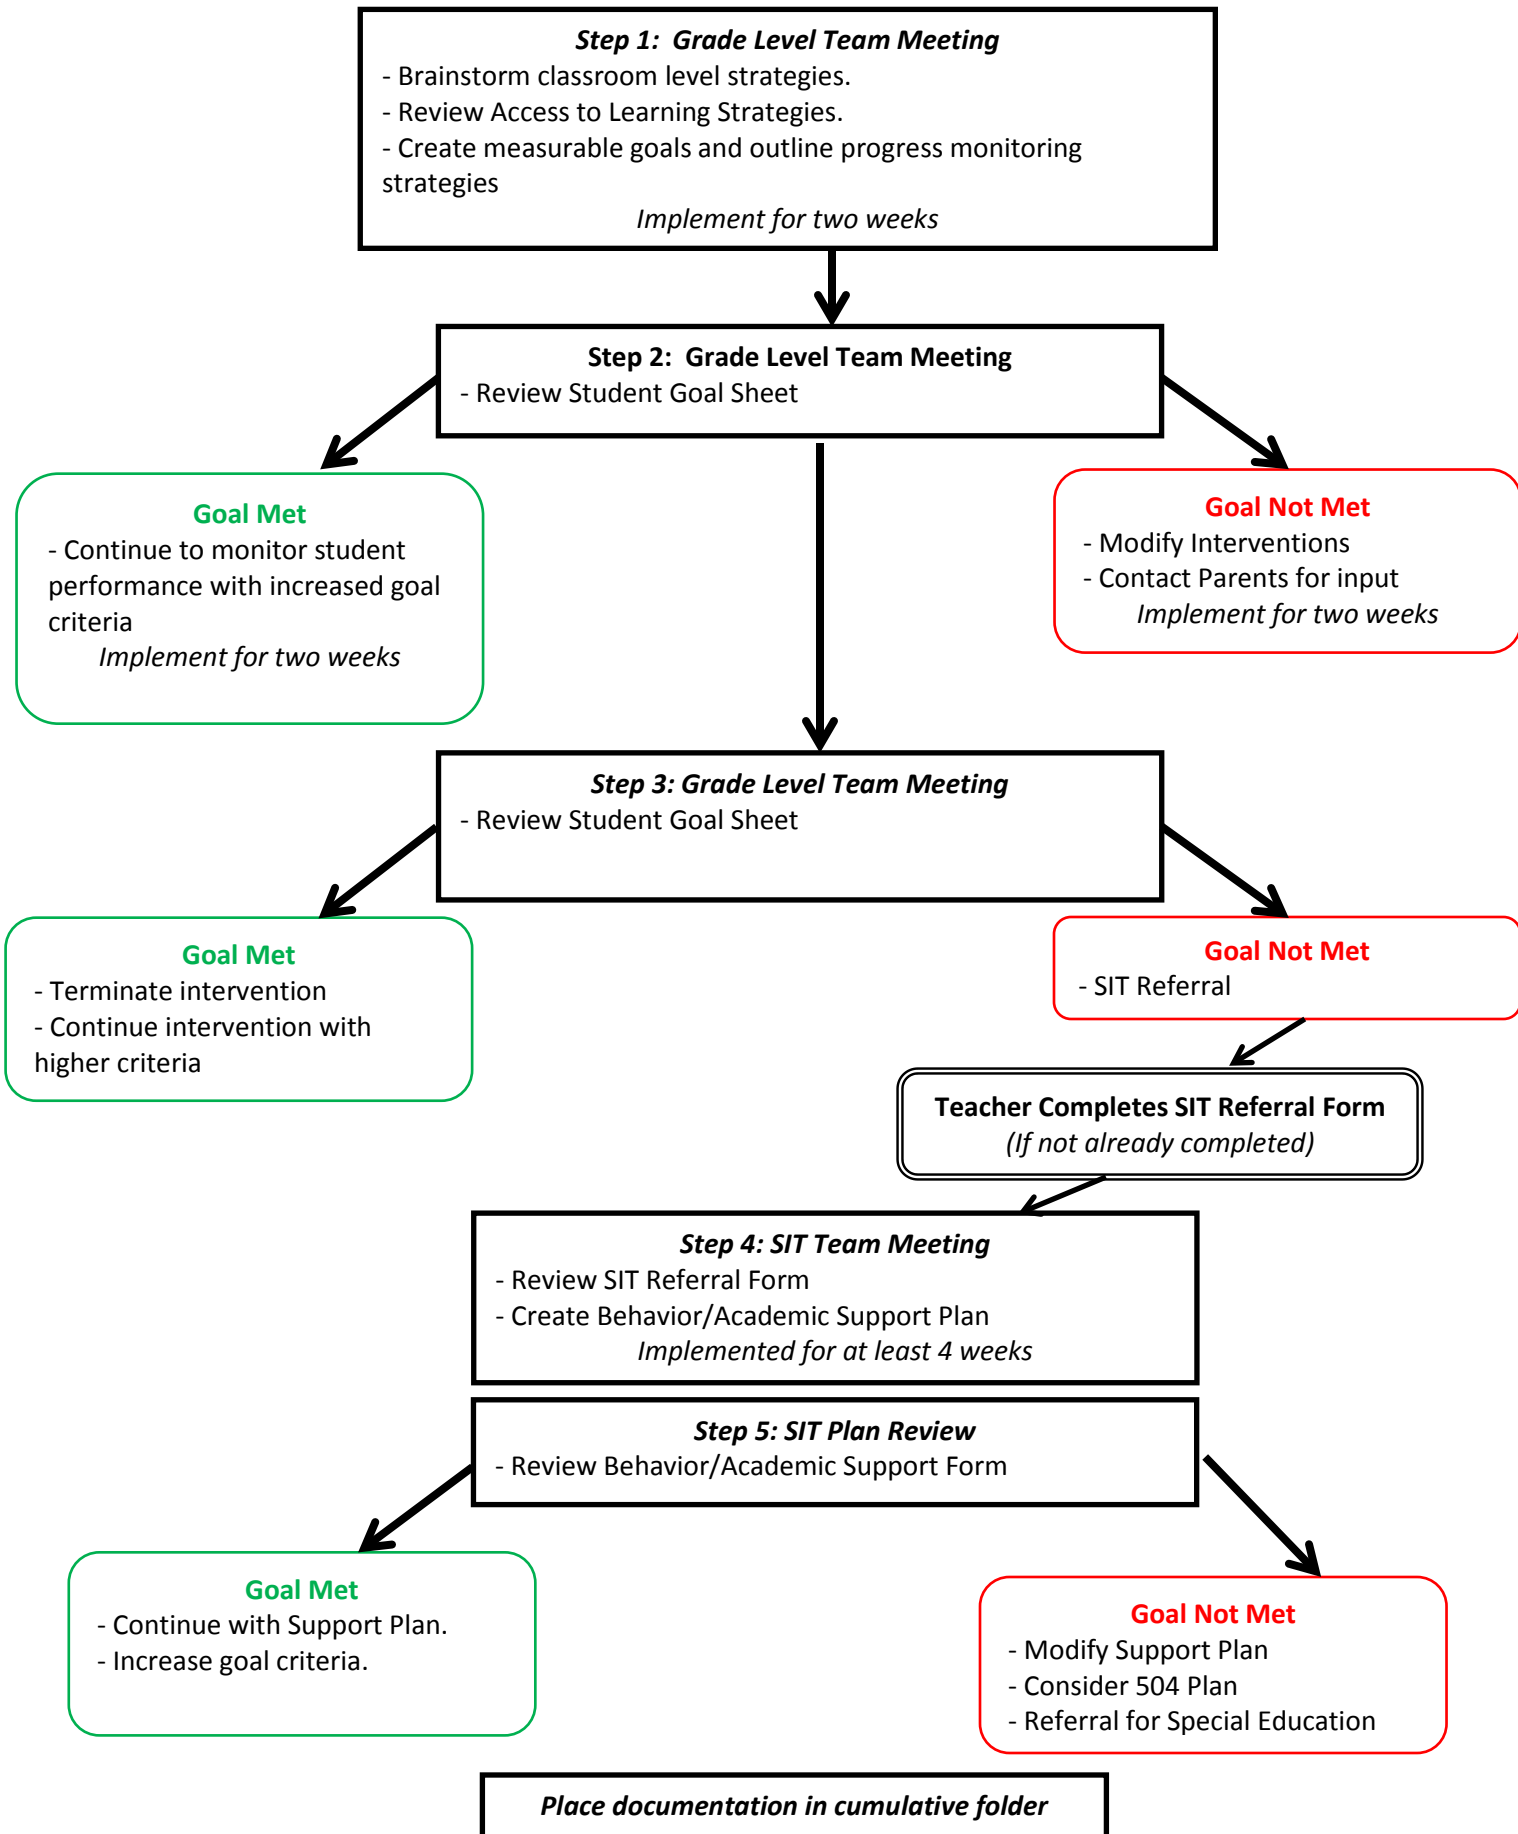 Step 1:  Grade Level Team Meeting
- Brainstorm classroom level strategies.
- Review Access to Learning Strategies.
- Create measurable goals and outline progress monitoring
strategies
Implement for two weeks
Step 2:  Grade Level Team Meeting
- Review Student Goal Sheet
Goal Met
- Continue to monitor student
performance with increased goal
criteria
Implement for two weeks
Goal Not Met
- Modify Interventions
- Contact Parents for input
Implement for two weeks
Step 3: Grade Level Team Meeting
- Review Student Goal Sheet
Goal Met
- Terminate intervention
- Continue intervention with
higher criteria
Goal Not Met
- SIT Referral
Teacher Completes SIT Referral Form
(If not already completed)
Step 4: SIT Team Meeting
- Review SIT Referral Form
- Create Behavior/Academic Support Plan
Implemented for at least 4 weeks
Step 5: SIT Plan Review
- Review Behavior/Academic Support Form
Goal Met
- Continue with Support Plan.
- Increase goal criteria.
Goal Not Met
- Modify Support Plan
- Consider 504 Plan
- Referral for Special Education
Place documentation in cumulative folder